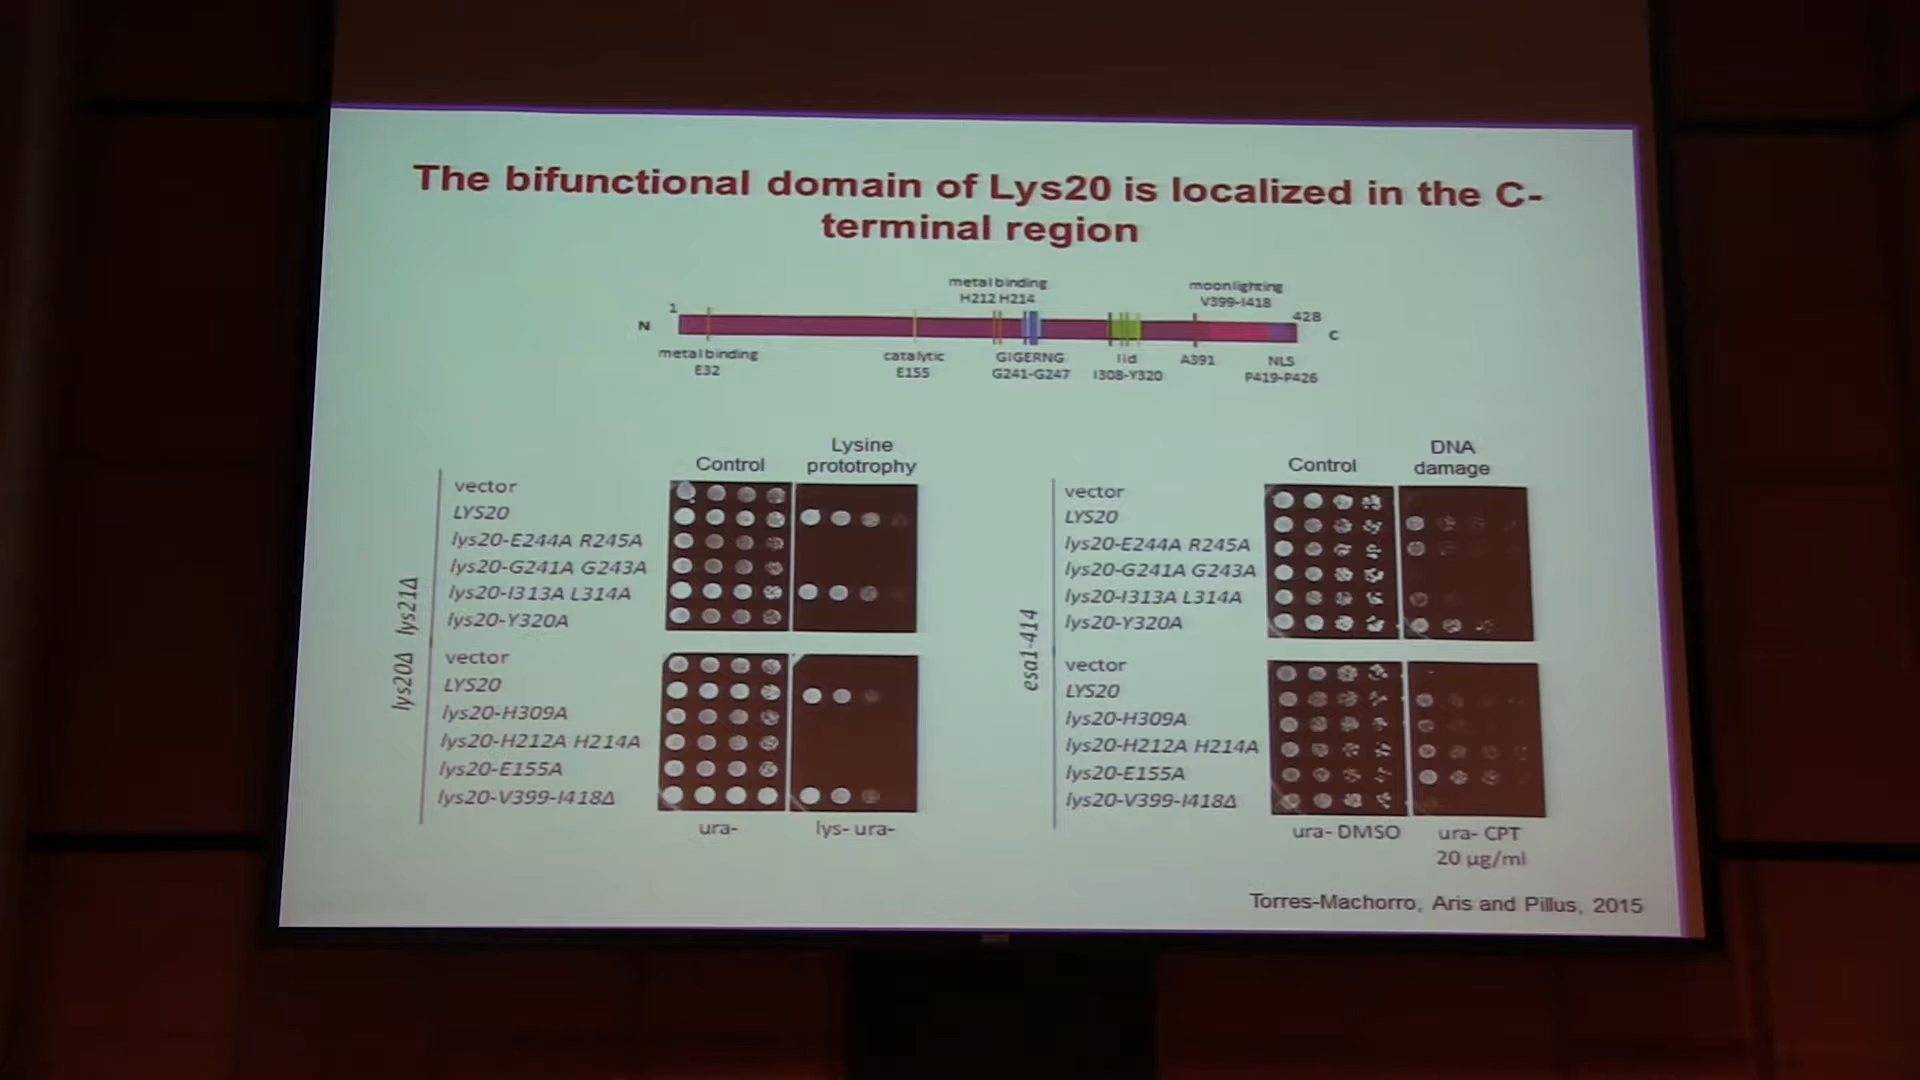 The bifunctional domain of Lys20 is localized in the C-
terminal region
metal binding
H212 H214
moonlighting
V399-I418
1
428
N
C
metal binding
E32
catalytic
E155
GIGERNG
G241-G247
lid
I308-Y320
A391
NLS
P419-P426
Control
Lysine
prototrophy
lys20Δ lys21Δ
vector
LYS20
lys20-E244A R245A
lys20-G241A G243A
lys20-I313A L314A
lys20-Y320A
vector
LYS20
lys20-H309A
lys20-H212A H214A
lys20-E155A
lys20-V399-I418Δ
ura-
lys- ura-
Control
DNA
damage
esa1-414
vector
LYS20
lys20-E244A R245A
lys20-G241A G243A
lys20-I313A L314A
lys20-Y320A
vector
LYS20
lys20-H309A
lys20-H212A H214A
lys20-E155A
lys20-V399-I418Δ
ura- DMSO
ura- CPT
20 µg/ml
Torres-Machorro, Aris and Pillus, 2015